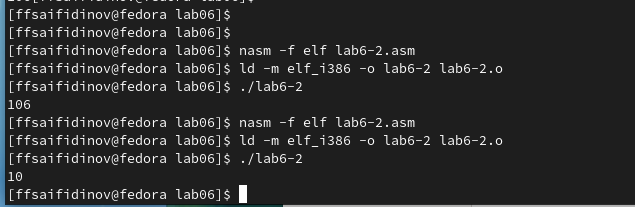 [ffsaifidinov@fedora lab06]$
[ffsaifidinov@fedora lab06]$
[ffsaifidinov@fedora lab06]$ nasm -f elf lab6-2.asm
[ffsaifidinov@fedora lab06]$ ld -m elf_i386 -o lab6-2 lab6-2.o
[ffsaifidinov@fedora lab06]$ ./lab6-2
106
[ffsaifidinov@fedora lab06]$ nasm -f elf lab6-2.asm
[ffsaifidinov@fedora lab06]$ ld -m elf_i386 -o lab6-2 lab6-2.o
[ffsaifidinov@fedora lab06]$ ./lab6-2
10
[ffsaifidinov@fedora lab06]$